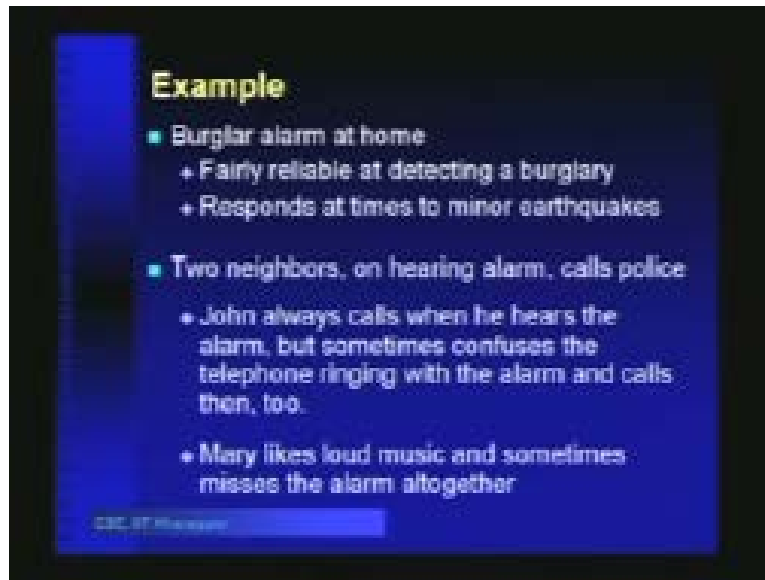 Example
Burglar alarm at home
Fairly reliable at detecting a burglary
Responds at times to minor earthquakes
Two neighbors, on hearing alarm, calls police
John always calls when he hears the
alarm, but sometimes confuses the
telephone ringing with the alarm and calls
then, too.
Mary likes loud music and sometimes
misses the alarm altogether